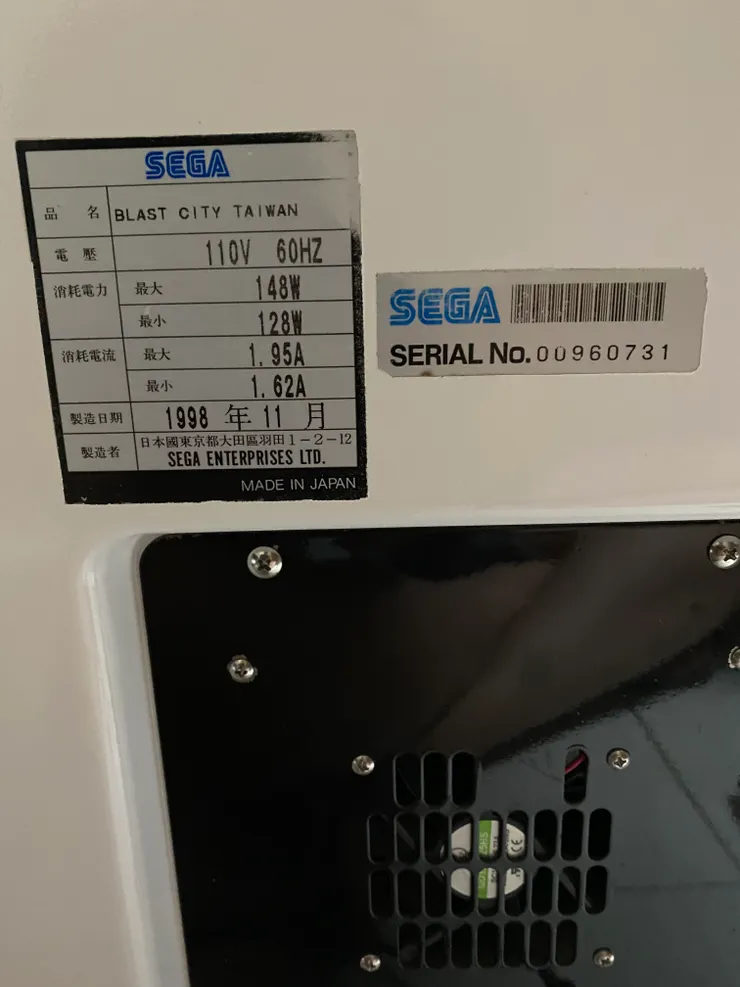 SEGA
品 名 BLAST CITY TAIWAN
電 壓 110V 60HZ
消耗電力 最大 148W
最小 128W
消耗電流 最大 1.95A
最小 1.62A
製造日期 1998 年 11 月
製造者 日本國東京都大田區羽田1-2-12
SEGA ENTERPRISES LTD.
MADE IN JAPAN
SEGA
SERIAL No. 00960731
CE